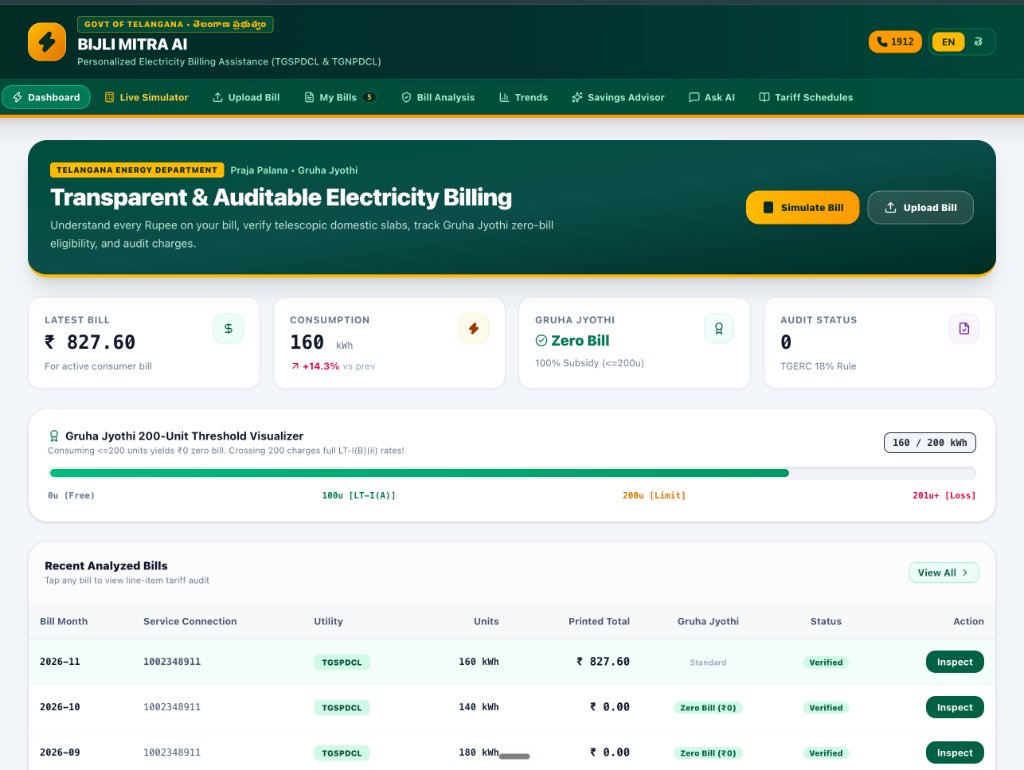 GOVT OF TELANGANA • తెలంగాణ ప్రభుత్వం
BIJLI MITRA AI
Personalized Electricity Billing Assistance (TGSPDCL & TGNPDCL)
1912
EN తె
Dashboard
Live Simulator
Upload Bill
My Bills 5
Bill Analysis
Trends
Savings Advisor
Ask AI
Tariff Schedules
TELANGANA ENERGY DEPARTMENT Praja Palana • Gruha Jyothi
Transparent & Auditable Electricity Billing
Understand every Rupee on your bill, verify telescopic domestic slabs, track Gruha Jyothi zero-bill
eligibility, and audit charges.
Simulate Bill
Upload Bill
LATEST BILL
₹ 827.60
For active consumer bill
CONSUMPTION
160 kWh
+14.3% vs prev
GRUHA JYOTHI
Zero Bill
100% Subsidy (<=200u)
AUDIT STATUS
0
TGERC 18% Rule
Gruha Jyothi 200-Unit Threshold Visualizer
Consuming <=200 units yields ₹0 zero bill. Crossing 200 charges full LT-I(B)(ii) rates!
160 / 200 kWh
0u (Free) 100u [LT-I(A)] 200u [Limit] 201u+ [Loss]
Recent Analyzed Bills
Tap any bill to view line-item tariff audit
View All >
Bill Month Service Connection Utility Units Printed Total Gruha Jyothi Status Action
2026-11 1002348911 TGSPDCL 160 kWh ₹ 827.60 Standard Verified Inspect
2026-10 1002348911 TGSPDCL 140 kWh ₹ 0.00 Zero Bill (₹0) Verified Inspect
2026-09 1002348911 TGSPDCL 180 kWh ₹ 0.00 Zero Bill (₹0) Verified Inspect